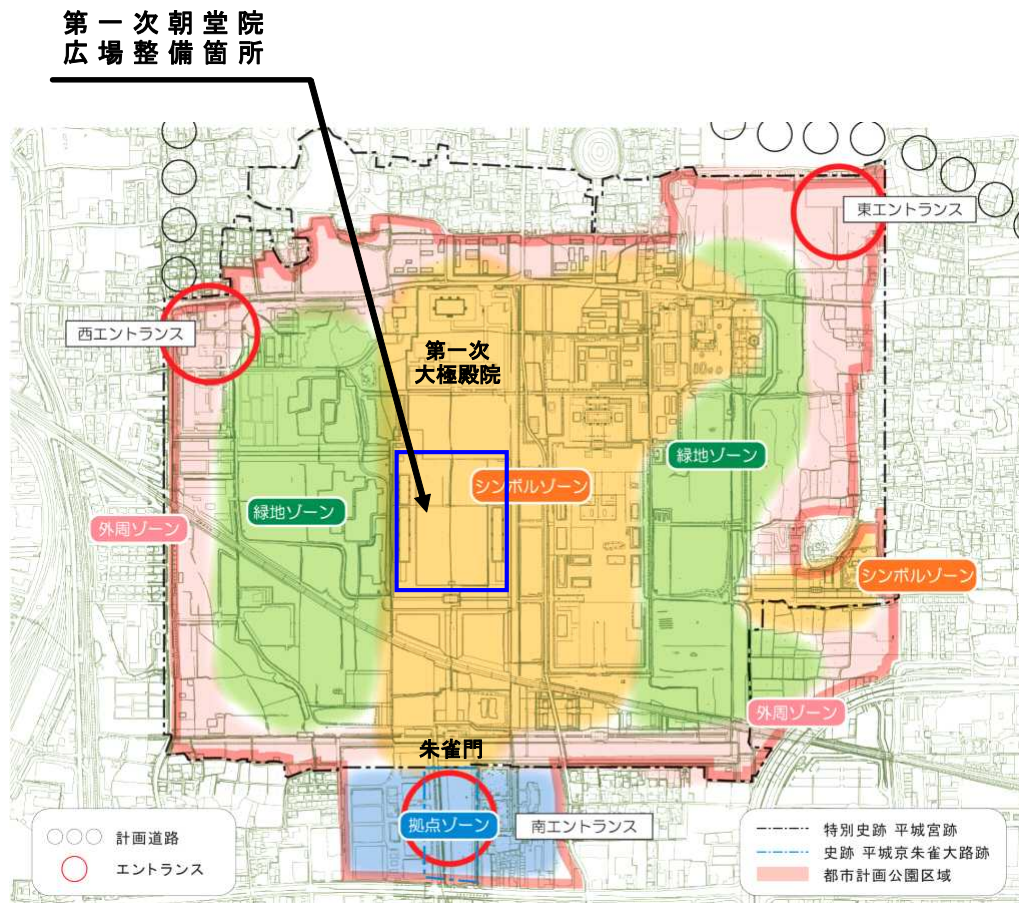 第一次朝堂院
広場整備箇所
東エントランス
西エントランス
第一次
大極殿院
緑地ゾーン
シンボルゾーン
緑地ゾーン
外周ゾーン
シンボルゾーン
外周ゾーン
朱雀門
拠点ゾーン
南エントランス
計画道路
エントランス
特別史跡 平城宮跡
史跡 平城京朱雀大路跡
都市計画公園区域